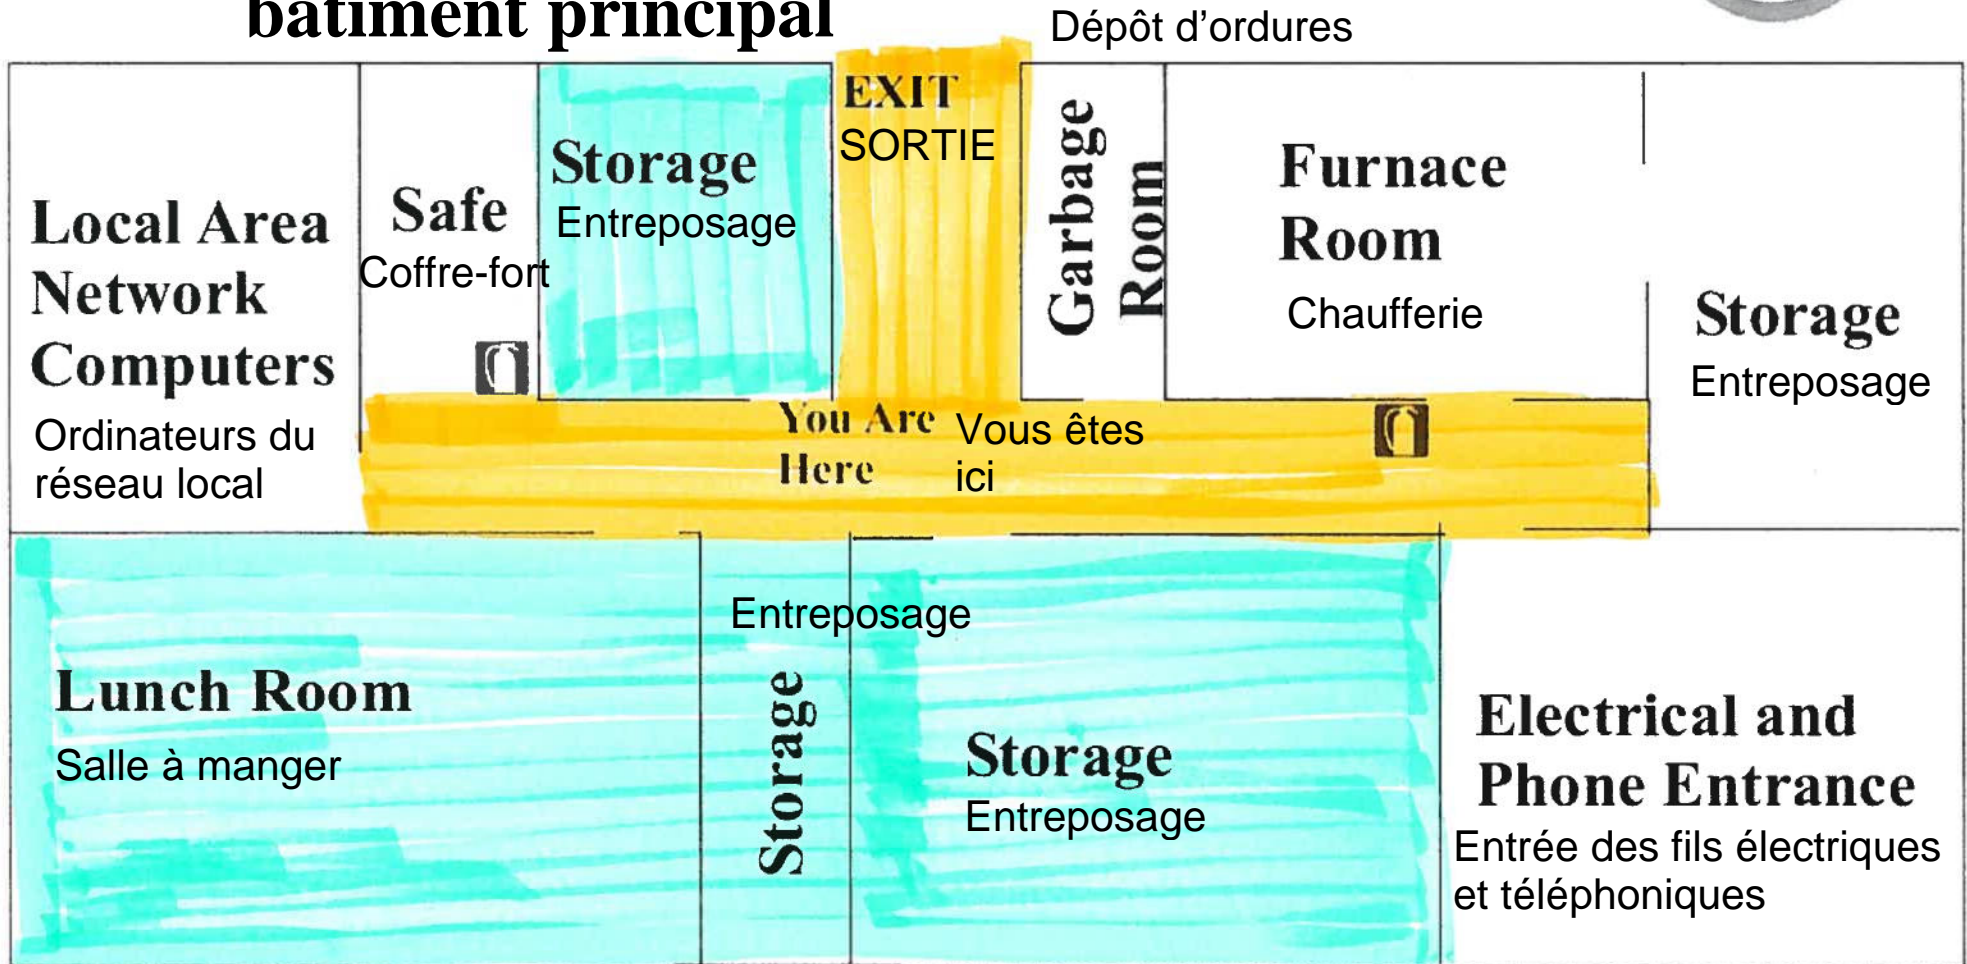 bâtiment principal
Dépôt d'ordures
EXIT
SORTIE
Local Area
Network
Computers
Ordinateurs du
réseau local
Safe
Coffre-fort
Storage
Entreposage
Garbage
Room
Furnace
Room
Chaufferie
Storage
Entreposage
You Are
Here
Vous êtes
ici
Lunch Room
Salle à manger
Entreposage
Storage
Storage
Entreposage
Electrical and
Phone Entrance
Entrée des fils électriques
et téléphoniques